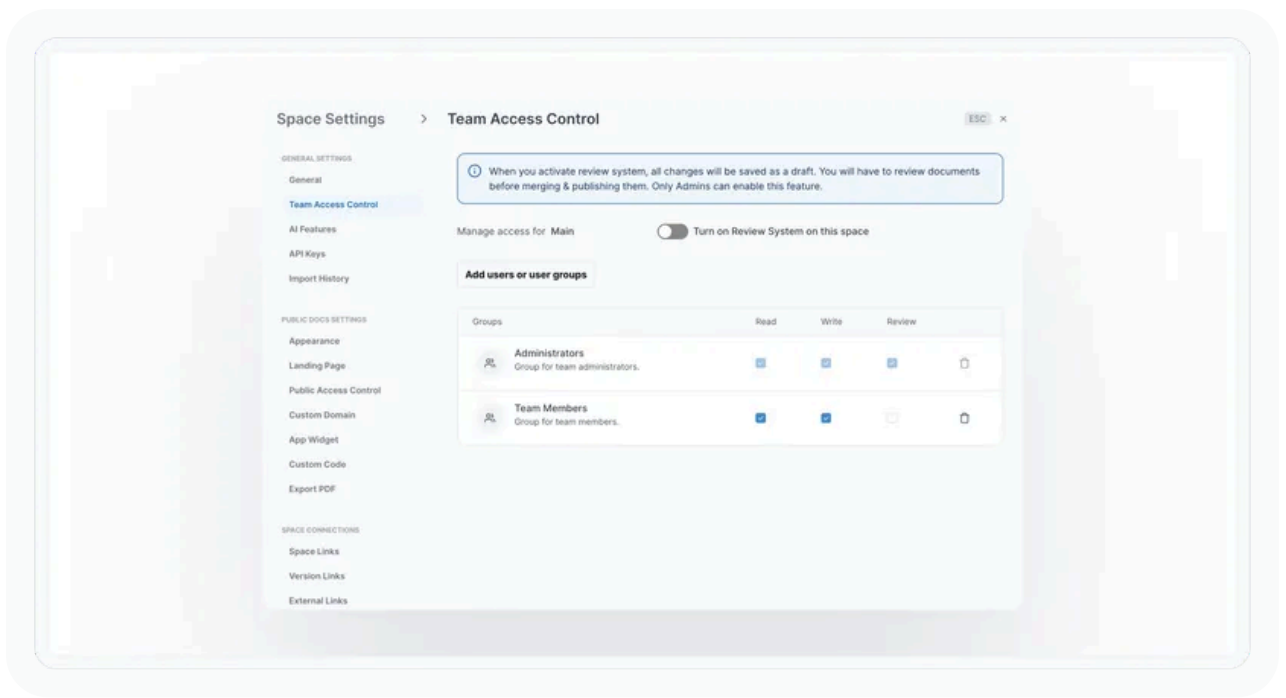 Space Settings
Team Access Control
ESC
GENERAL SETTINGS
General
Team Access Control
AI Features
API Keys
Import History
PUBLIC DOCS SETTINGS
Appearance
Landing Page
Public Access Control
Custom Domain
App Widget
Custom Code
Export PDF
SPACE CONNECTIONS
Space Links
Version Links
External Links
When you activate review system, all changes will be saved as a draft. You will have to review documents
before merging & publishing them. Only Admins can enable this feature.
Manage access for Main
Turn on Review System on this space
Add users or user groups
Groups Read Write Review
Administrators
Group for team administrators.
Team Members
Group for team members.